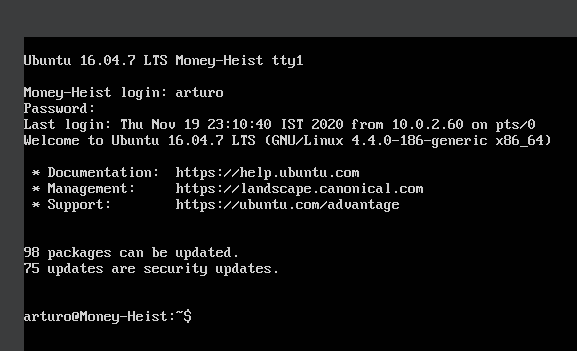 Ubuntu 16.04.7 LTS Money-Heist tty1
Money-Heist login: arturo
Password:
Last login: Thu Nov 19 23:10:40 IST 2020 from 10.0.2.60 on pts/0
Welcome to Ubuntu 16.04.7 LTS (GNU/Linux 4.4.0-186-generic x86_64)
* Documentation:  https://help.ubuntu.com
* Management:     https://landscape.canonical.com
* Support:        https://ubuntu.com/advantage
98 packages can be updated.
75 updates are security updates.
arturo@Money-Heist:~$